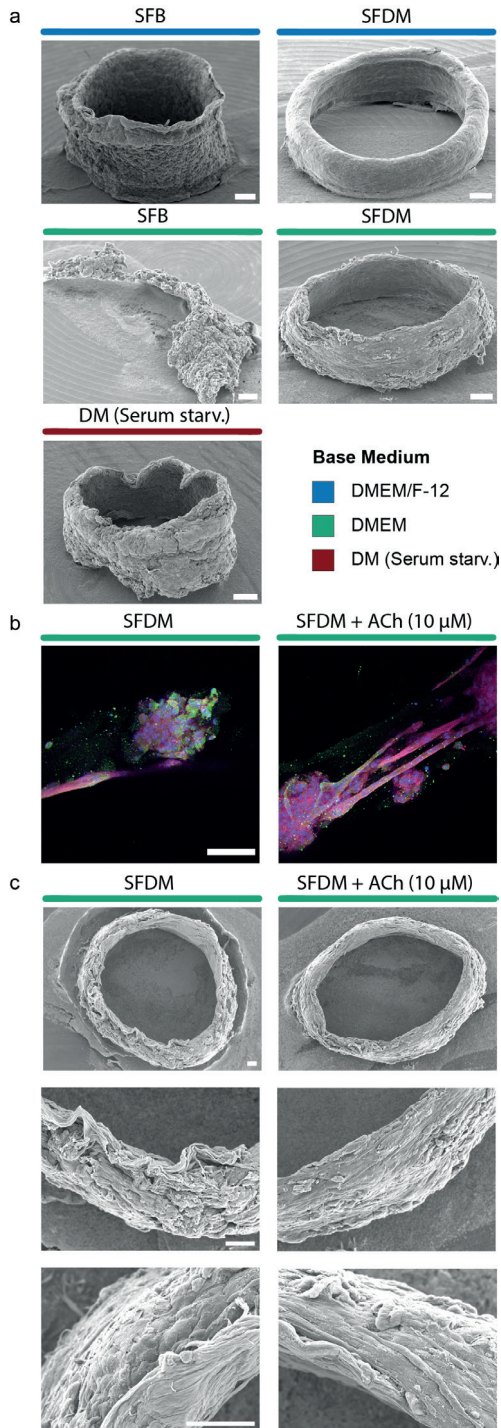 a
SFB SFDM
SFB SFDM
DM (Serum starv.)
Base Medium
DMEM/F-12
DMEM
DM (Serum starv.)
b
SFDM SFDM + ACh (10 µM)
c
SFDM SFDM + ACh (10 µM)